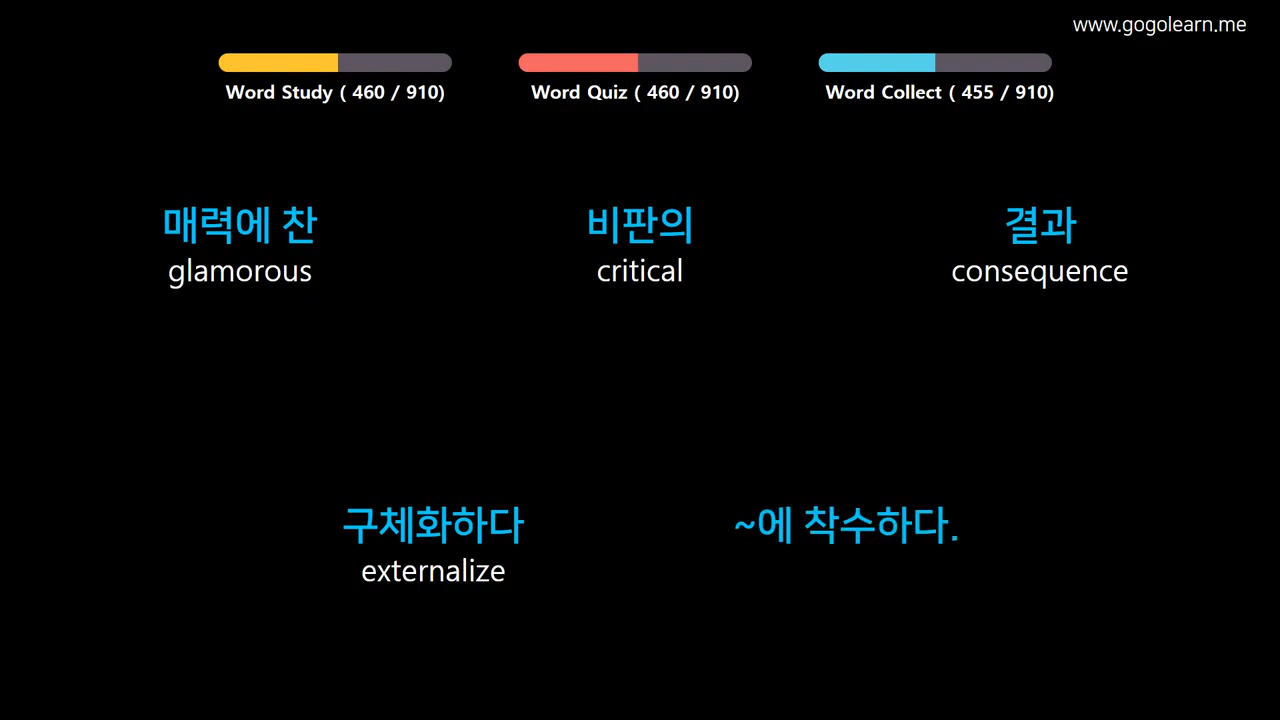 www.gogolearn.me
Word Study ( 460 / 910)
Word Quiz ( 460 / 910)
Word Collect ( 455 / 910)
매력에 찬
glamorous
비판의
critical
결과
consequence
구체화하다
externalize
~에 착수하다.